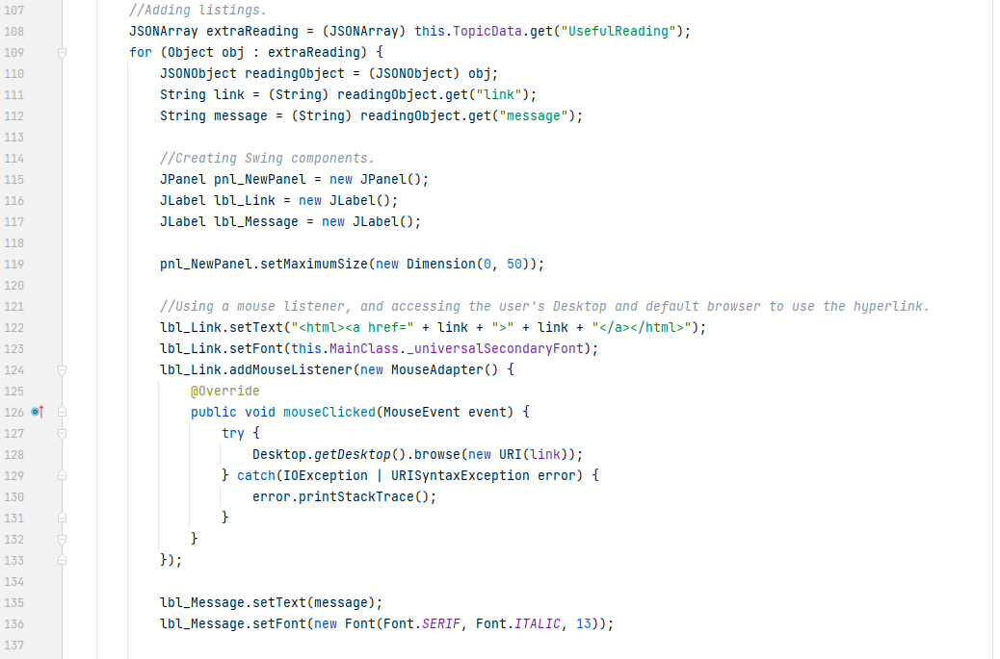 107 //Adding listings.
108 JSONArray extraReading = (JSONArray) this.TopicData.get("UsefulReading");
109 for (Object obj : extraReading) {
110 JSONObject readingObject = (JSONObject) obj;
111 String link = (String) readingObject.get("link");
112 String message = (String) readingObject.get("message");
113
114 //Creating Swing components.
115 JPanel pnl_NewPanel = new JPanel();
116 JLabel lbl_Link = new JLabel();
117 JLabel lbl_Message = new JLabel();
118
119 pnl_NewPanel.setMaximumSize(new Dimension(0, 50));
120
121 //Using a mouse listener, and accessing the user's Desktop and default browser to use the hyperlink.
122 lbl_Link.setText("<html><a href=" + link + ">" + link + "</a></html>");
123 lbl_Link.setFont(this.MainClass._universalSecondaryFont);
124 lbl_Link.addMouseListener(new MouseAdapter() {
125 @Override
126 public void mouseClicked(MouseEvent event) {
127 try {
128 Desktop.getDesktop().browse(new URI(link));
129 } catch(IOException | URISyntaxException error) {
130 error.printStackTrace();
131 }
132 }
133 });
134
135 lbl_Message.setText(message);
136 lbl_Message.setFont(new Font(Font.SERIF, Font.ITALIC, 13));
137